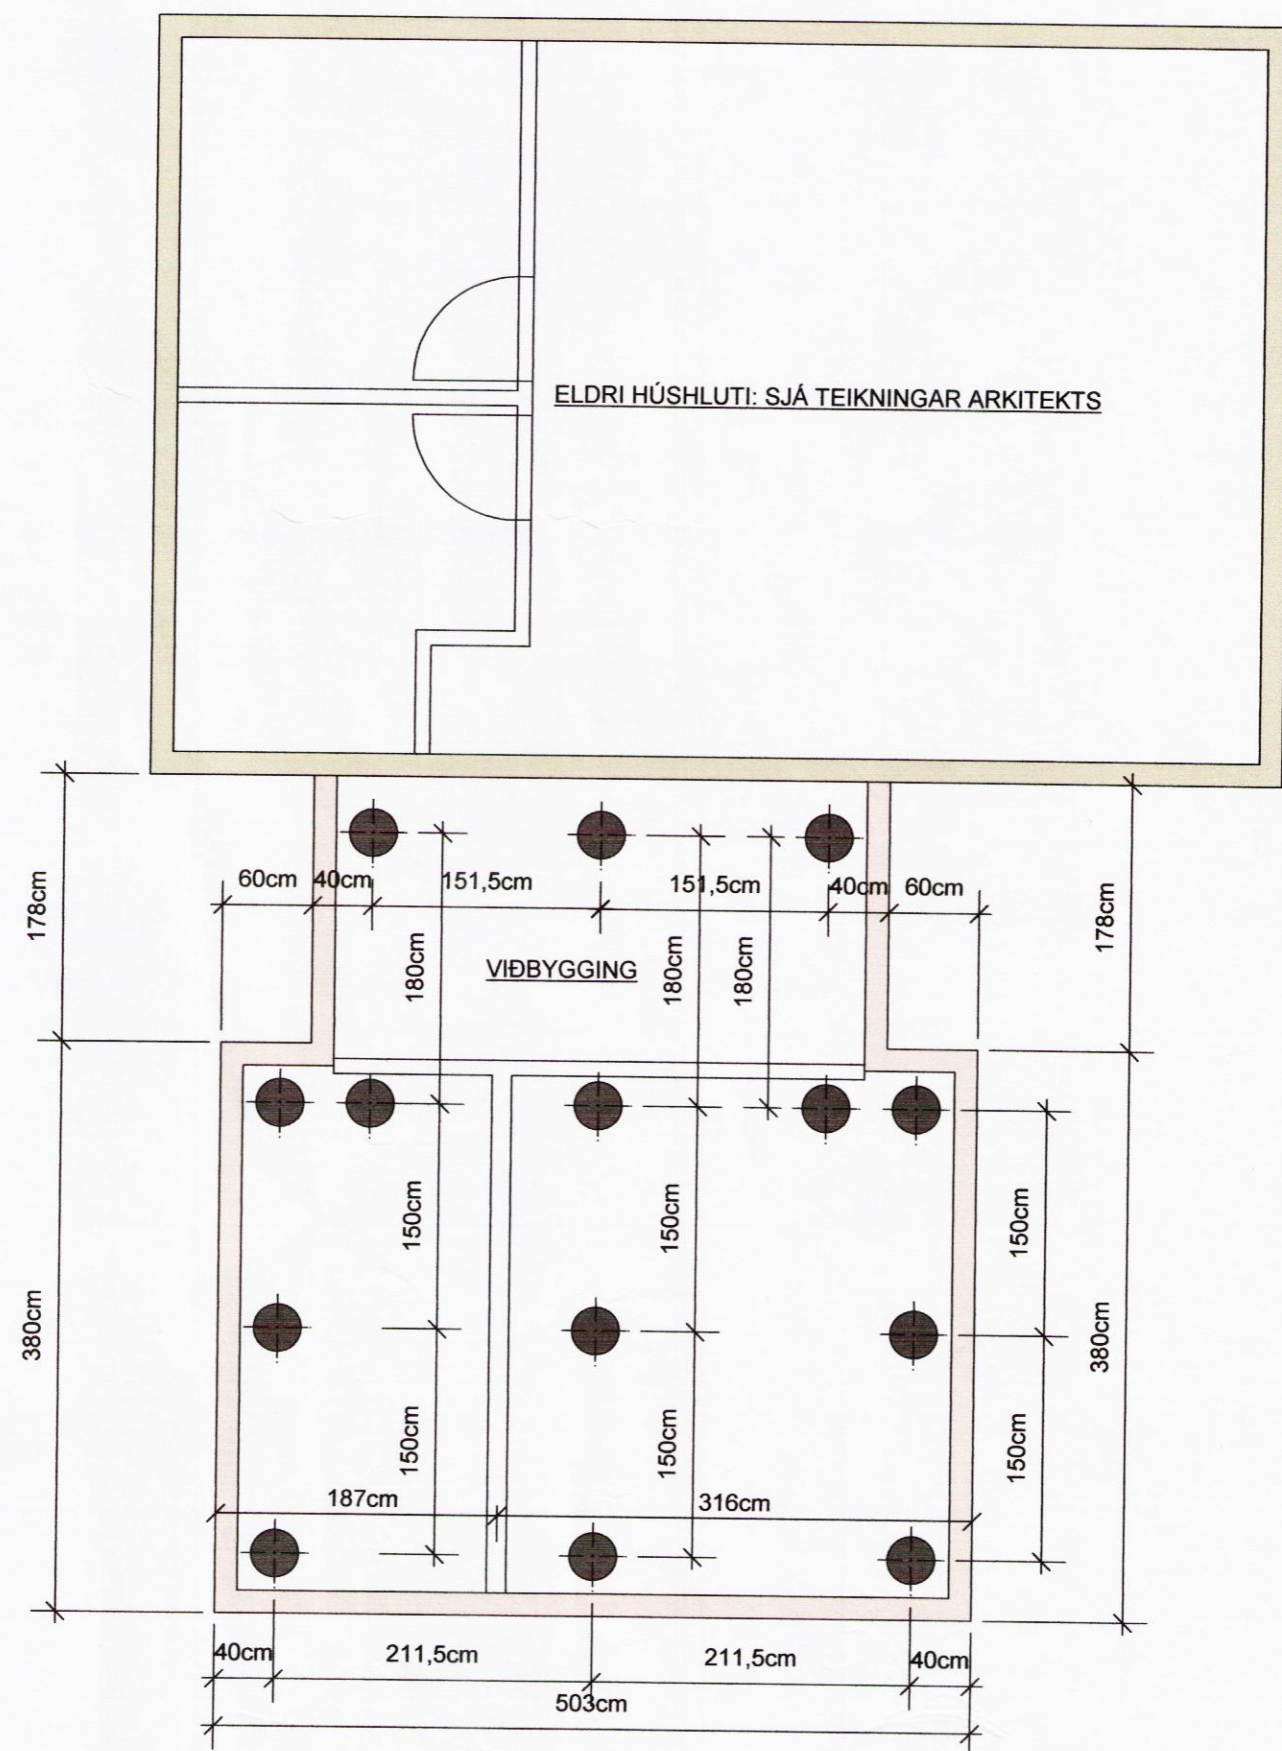 ELDRI HÚSHLUTI: SJÁ TEIKNINGAR ARKITEKTS
178cm
60cm 40cm 151,5cm 151,5cm 40cm 60cm
178cm
180cm
VIÐBYGGING
180cm
180cm
380cm
150cm
150cm
150cm
380cm
150cm
150cm
150cm
187cm
316cm
40cm 211,5cm 211,5cm 40cm
503cm